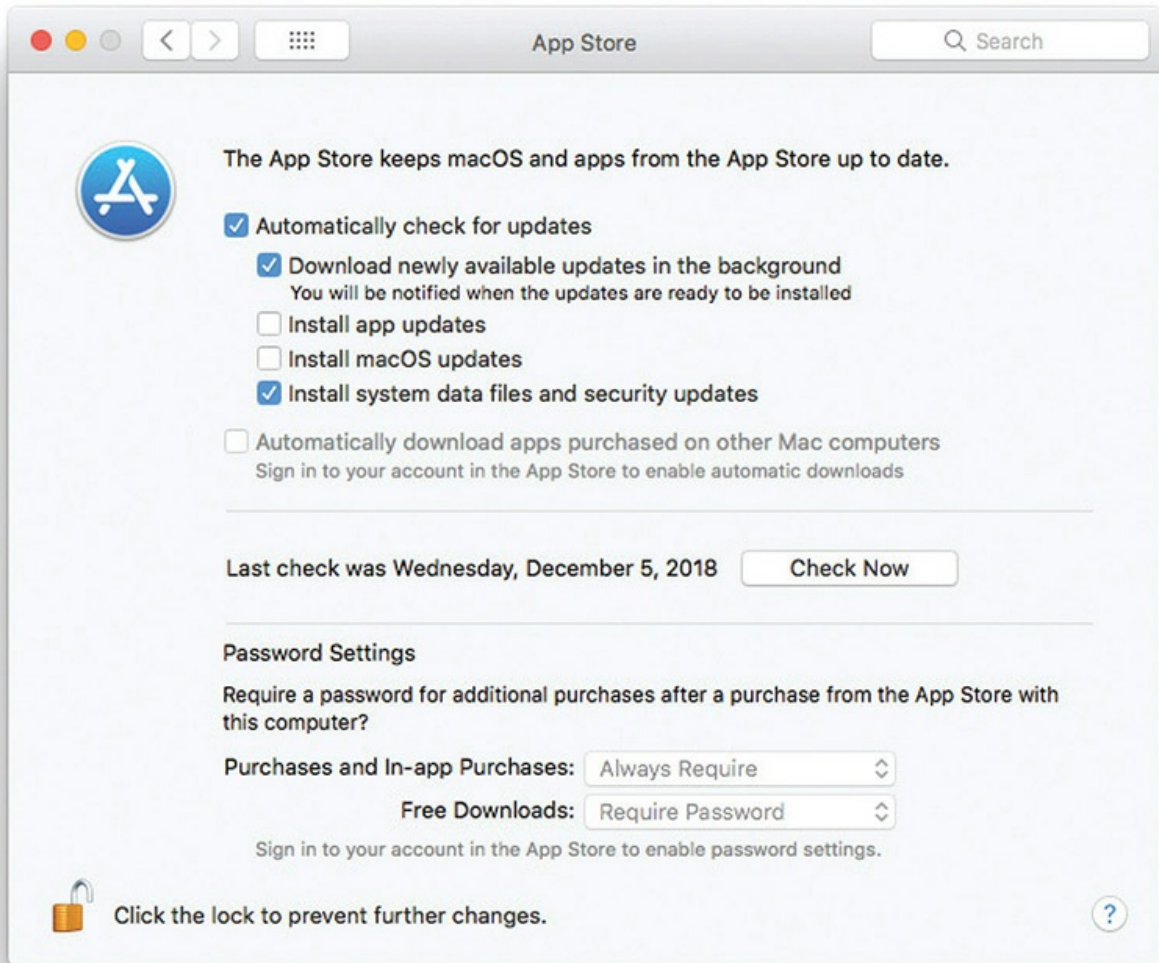 App Store
Search
The App Store keeps macOS and apps from the App Store up to date.
Automatically check for updates
Download newly available updates in the background
You will be notified when the updates are ready to be installed
Install app updates
Install macOS updates
Install system data files and security updates
Automatically download apps purchased on other Mac computers
Sign in to your account in the App Store to enable automatic downloads
Last check was Wednesday, December 5, 2018 Check Now
Password Settings
Require a password for additional purchases after a purchase from the App Store with
this computer?
Purchases and In-app Purchases: Always Require
Free Downloads: Require Password
Sign in to your account in the App Store to enable password settings.
Click the lock to prevent further changes.
?